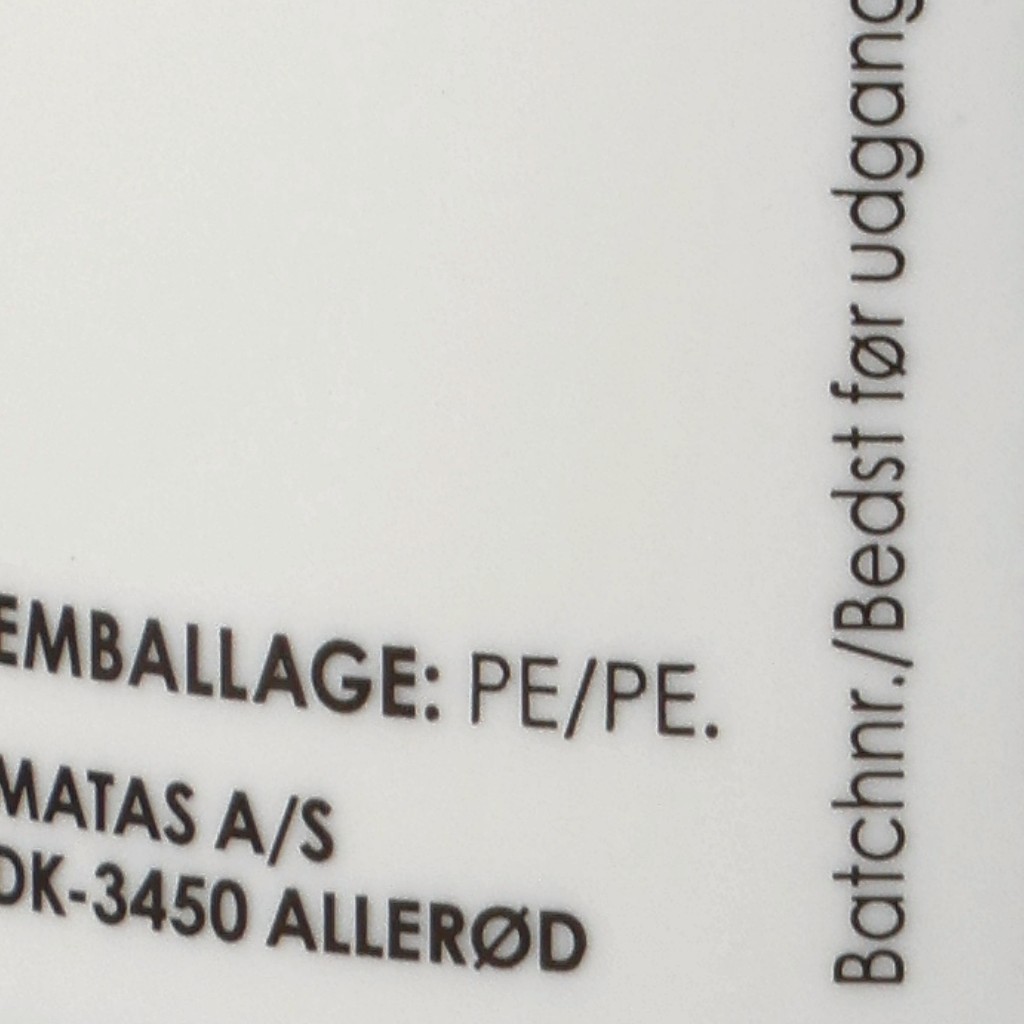 EMBALLAGE: PE/PE.
MATAS A/S
DK-3450 ALLERØD
Batchnr./Bedst før udgang